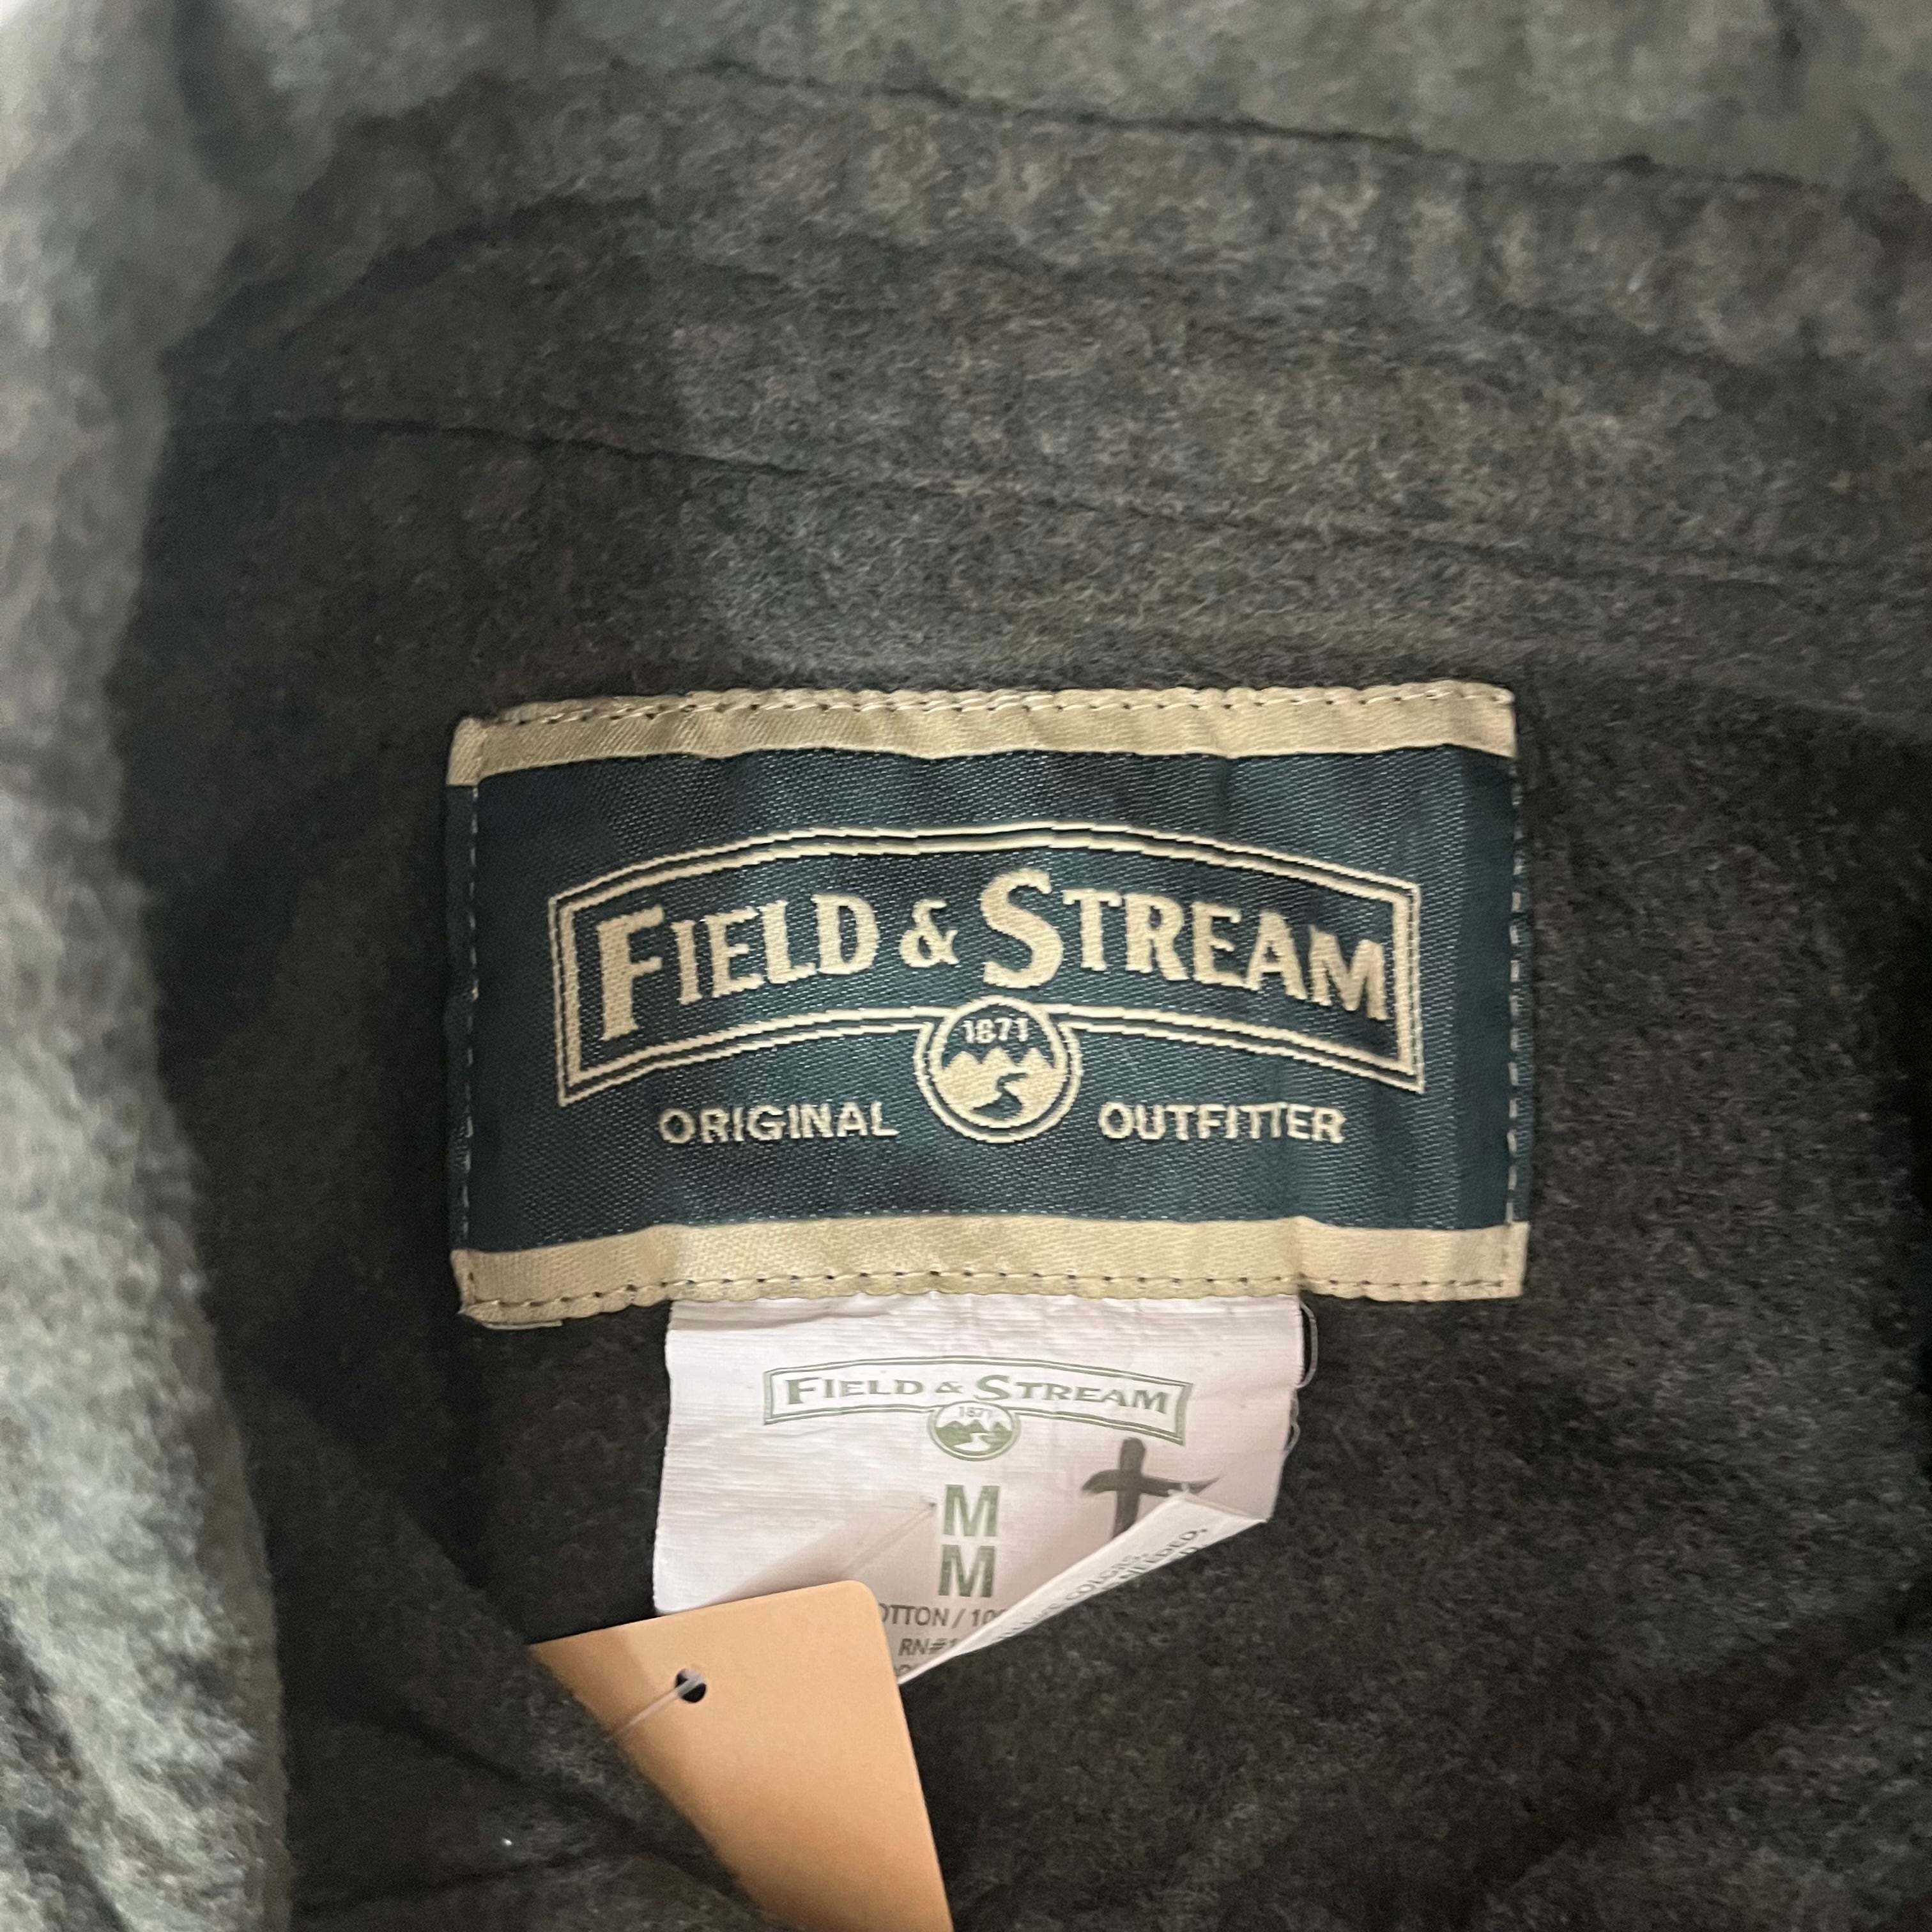 FIELD & STREAM
1871
ORIGINAL OUTFITTER
FIELD & STREAM
1871
M
M